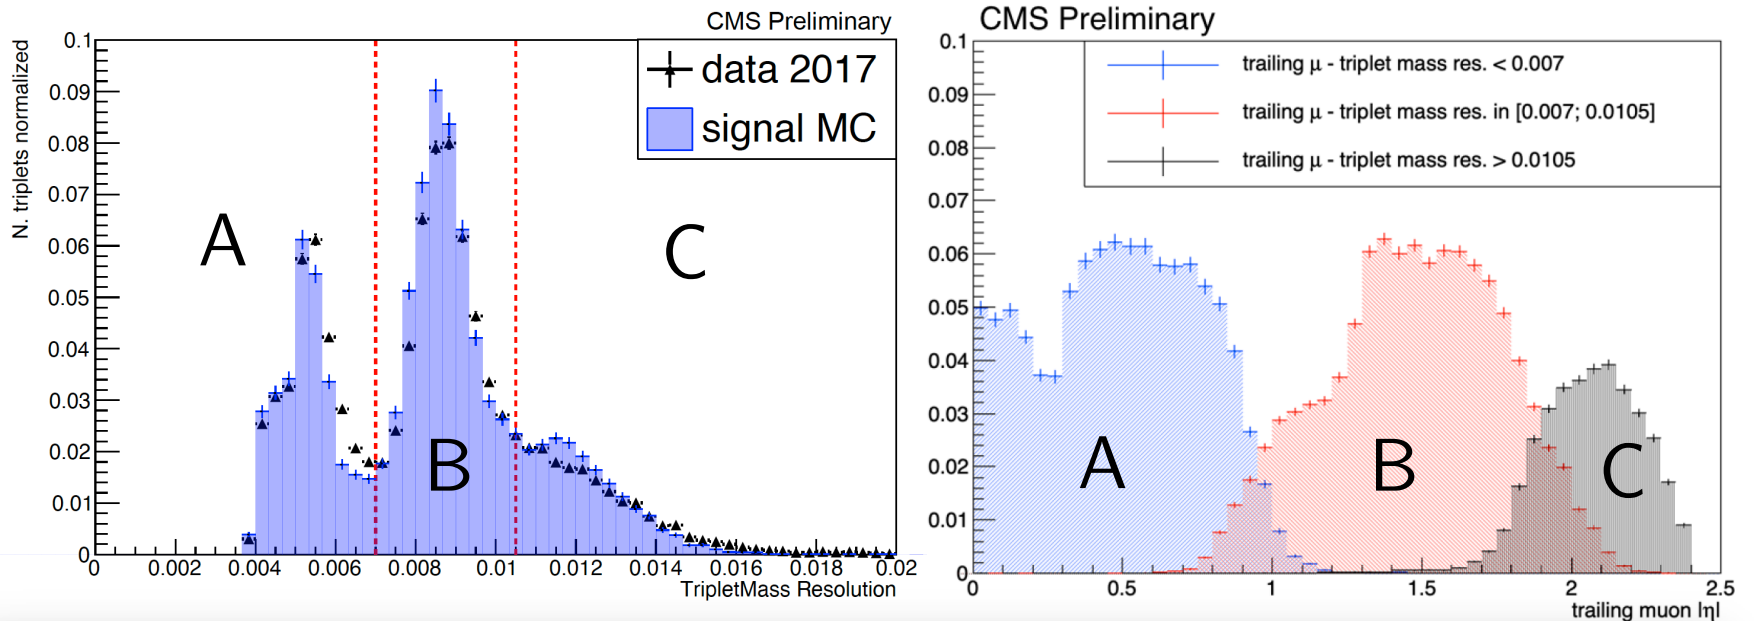 CMS Preliminary
N. triplets normalized
0.1
0.09
0.08
0.07
0.06
0.05
0.04
0.03
0.02
0.01
0
data 2017
signal MC
A
B
C
0 0.002 0.004 0.006 0.008 0.01 0.012 0.014 0.016 0.018 0.02
TripletMass Resolution
CMS Preliminary
0.1
0.09
0.08
0.07
0.06
0.05
0.04
0.03
0.02
0.01
0
trailing μ - triplet mass res. < 0.007
trailing μ - triplet mass res. in [0.007; 0.0105]
trailing μ - triplet mass res. > 0.0105
A
B
C
0 0.5 1 1.5 2 2.5
trailing muon |η|